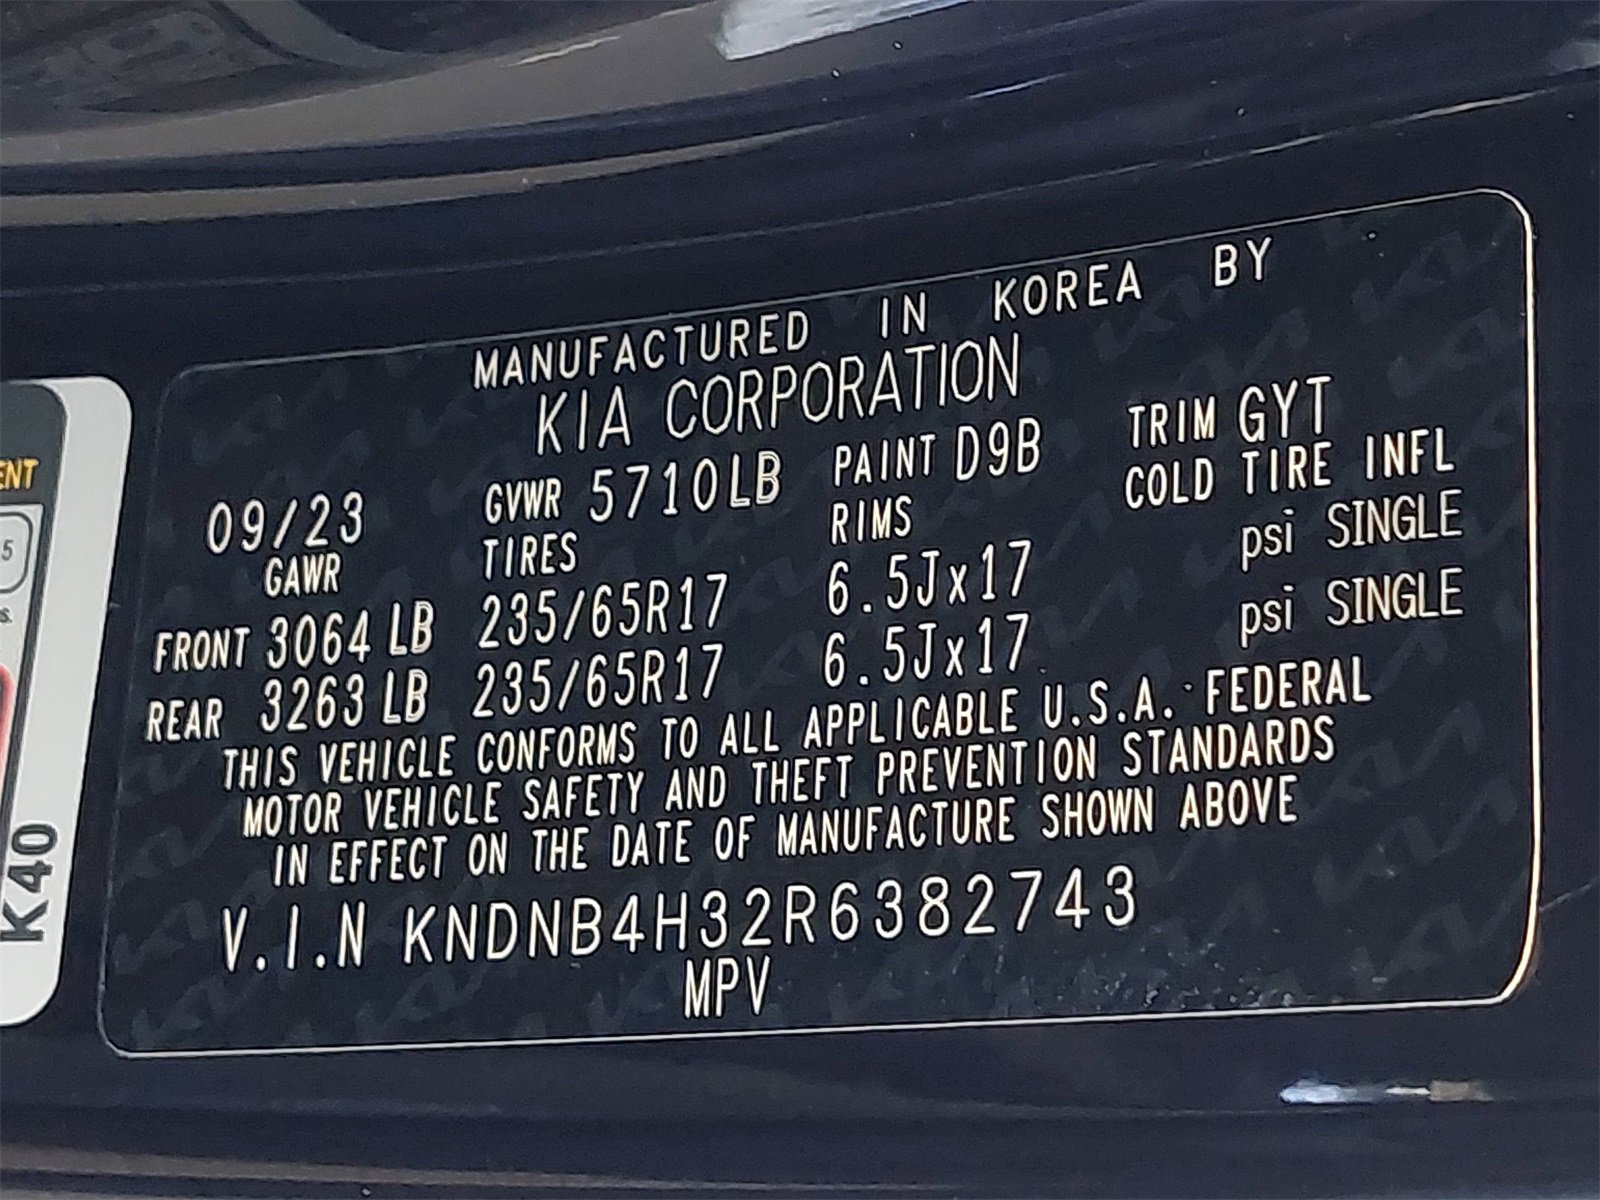 MANUFACTURED IN KOREA BY
KIA CORPORATION
09/23 GVWR 5710LB PAINT D9B TRIM GYT
GAWR TIRES RIMS COLD TIRE INFL
FRONT 3064 LB 235/65R17 6.5Jx17 psi SINGLE
REAR 3263 LB 235/65R17 6.5Jx17 psi SINGLE
THIS VEHICLE CONFORMS TO ALL APPLICABLE U.S.A. FEDERAL
MOTOR VEHICLE SAFETY AND THEFT PREVENTION STANDARDS
IN EFFECT ON THE DATE OF MANUFACTURE SHOWN ABOVE
V.I.N KNDNB4H32R6382743
MPV
ENT
5
s.
K40